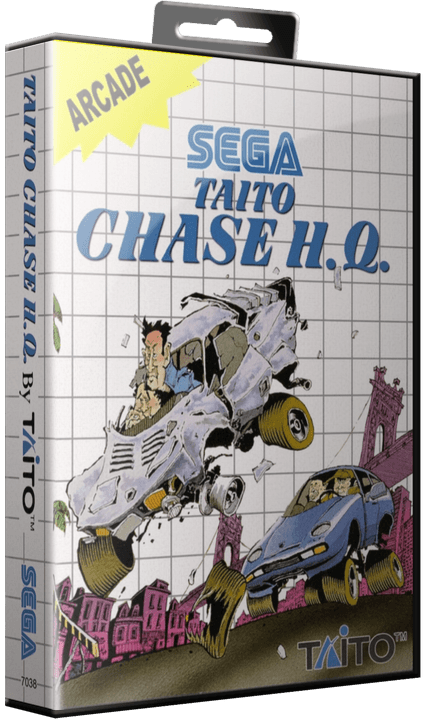 ARCADE
SEGA
TAITO
CHASE H.Q.
TAITO™
TAITO CHASE H.Q. By TAITO™
SEGA
7038